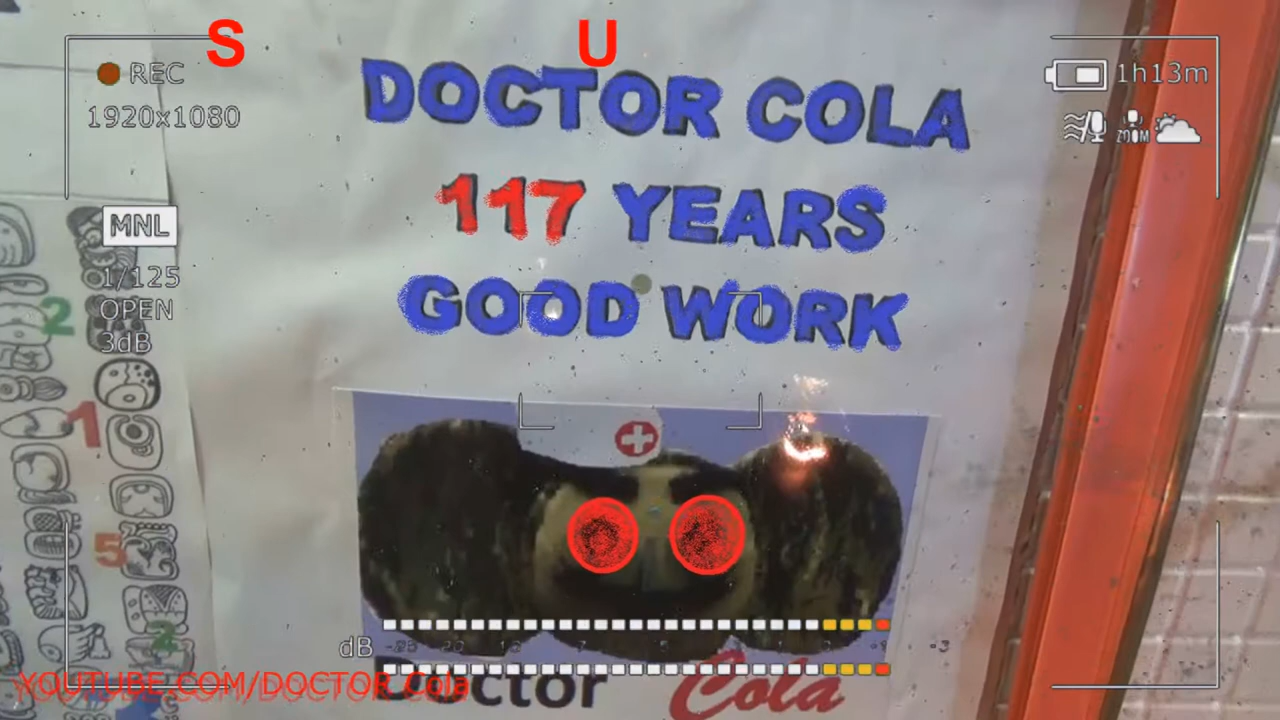 S U
REC
1h13m
1920x1080
ZOOM
DOCTOR COLA
117 YEARS
GOOD WORK
MNL
1/125
OPEN
3dB
2
1
5
2
dB
Doctor Cola
YOUTUBE.COM/DOCTOR Cola